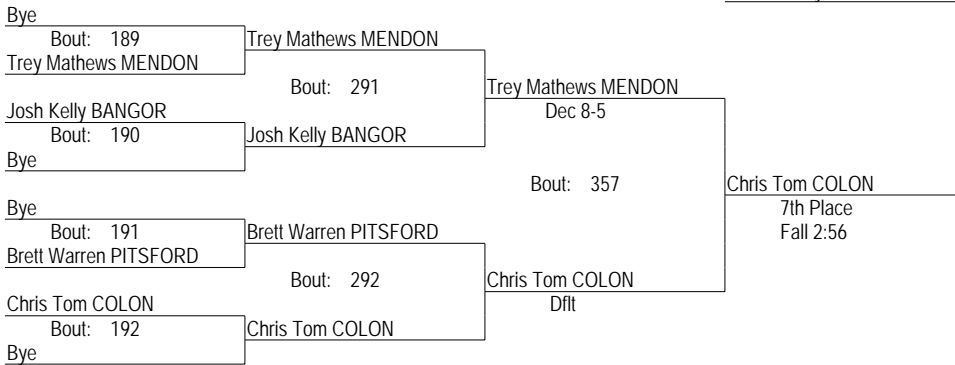 Bye
Bout: 189
Trey Mathews MENDON
Trey Mathews MENDON
Bout: 291
Trey Mathews MENDON
Dec 8-5
Josh Kelly BANGOR
Bout: 190
Josh Kelly BANGOR
Bye
Bout: 357
Chris Tom COLON
7th Place
Fall 2:56
Bye
Bout: 191
Brett Warren PITSFORD
Brett Warren PITSFORD
Bout: 292
Chris Tom COLON
Dflt
Chris Tom COLON
Bout: 192
Chris Tom COLON
Bye